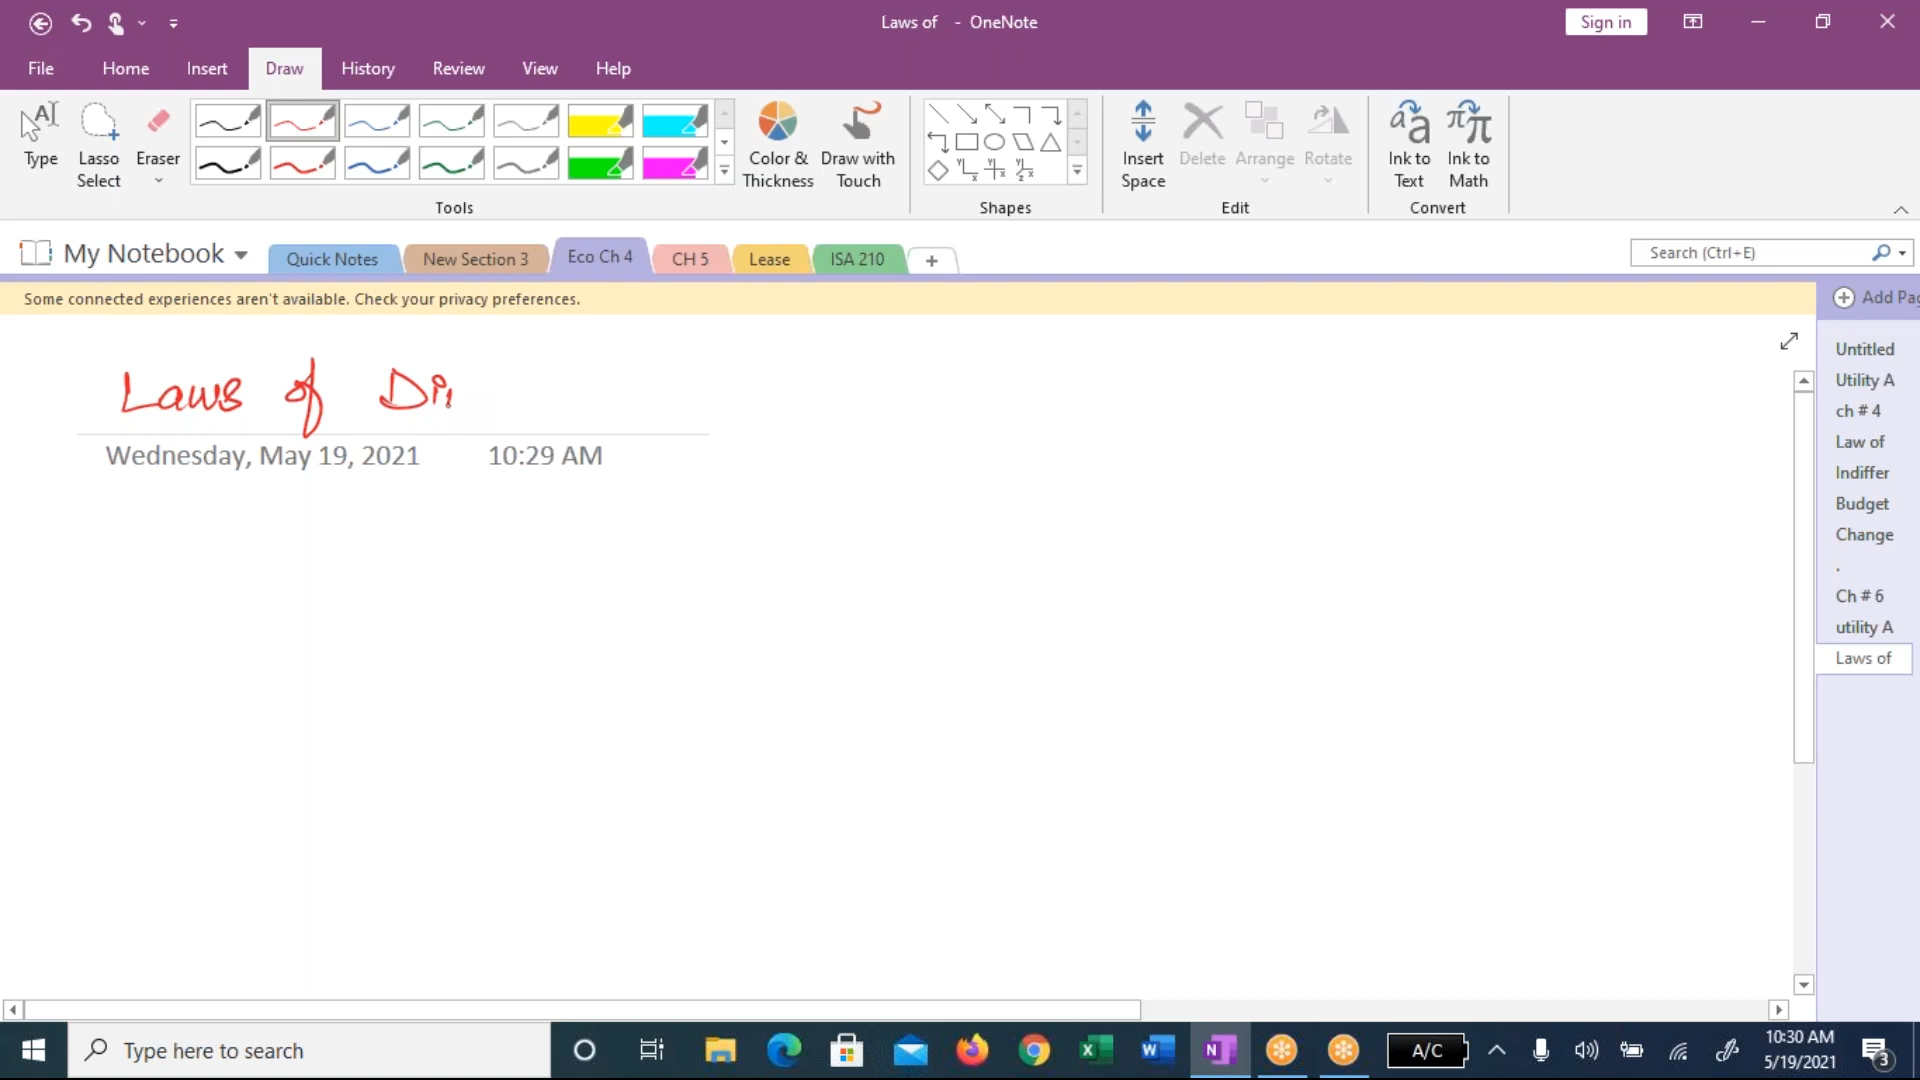 Laws of - OneNote
Sign in
File Home Insert Draw History Review View Help
Type
Lasso Select
Eraser
Color & Thickness
Draw with Touch
Insert Space
Delete
Arrange
Rotate
Ink to Text
Ink to Math
Tools Shapes Edit Convert
My Notebook Quick Notes New Section 3 Eco Ch 4 CH 5 Lease ISA 210
Search (Ctrl+E)
Some connected experiences aren't available. Check your privacy preferences.
Add Pag
Laws of Di
Wednesday, May 19, 2021 10:29 AM
Untitled
Utility A
ch # 4
Law of
Indiffer
Budget
Change
.
Ch # 6
utility A
Laws of
Type here to search
A/C
10:30 AM
5/19/2021
3